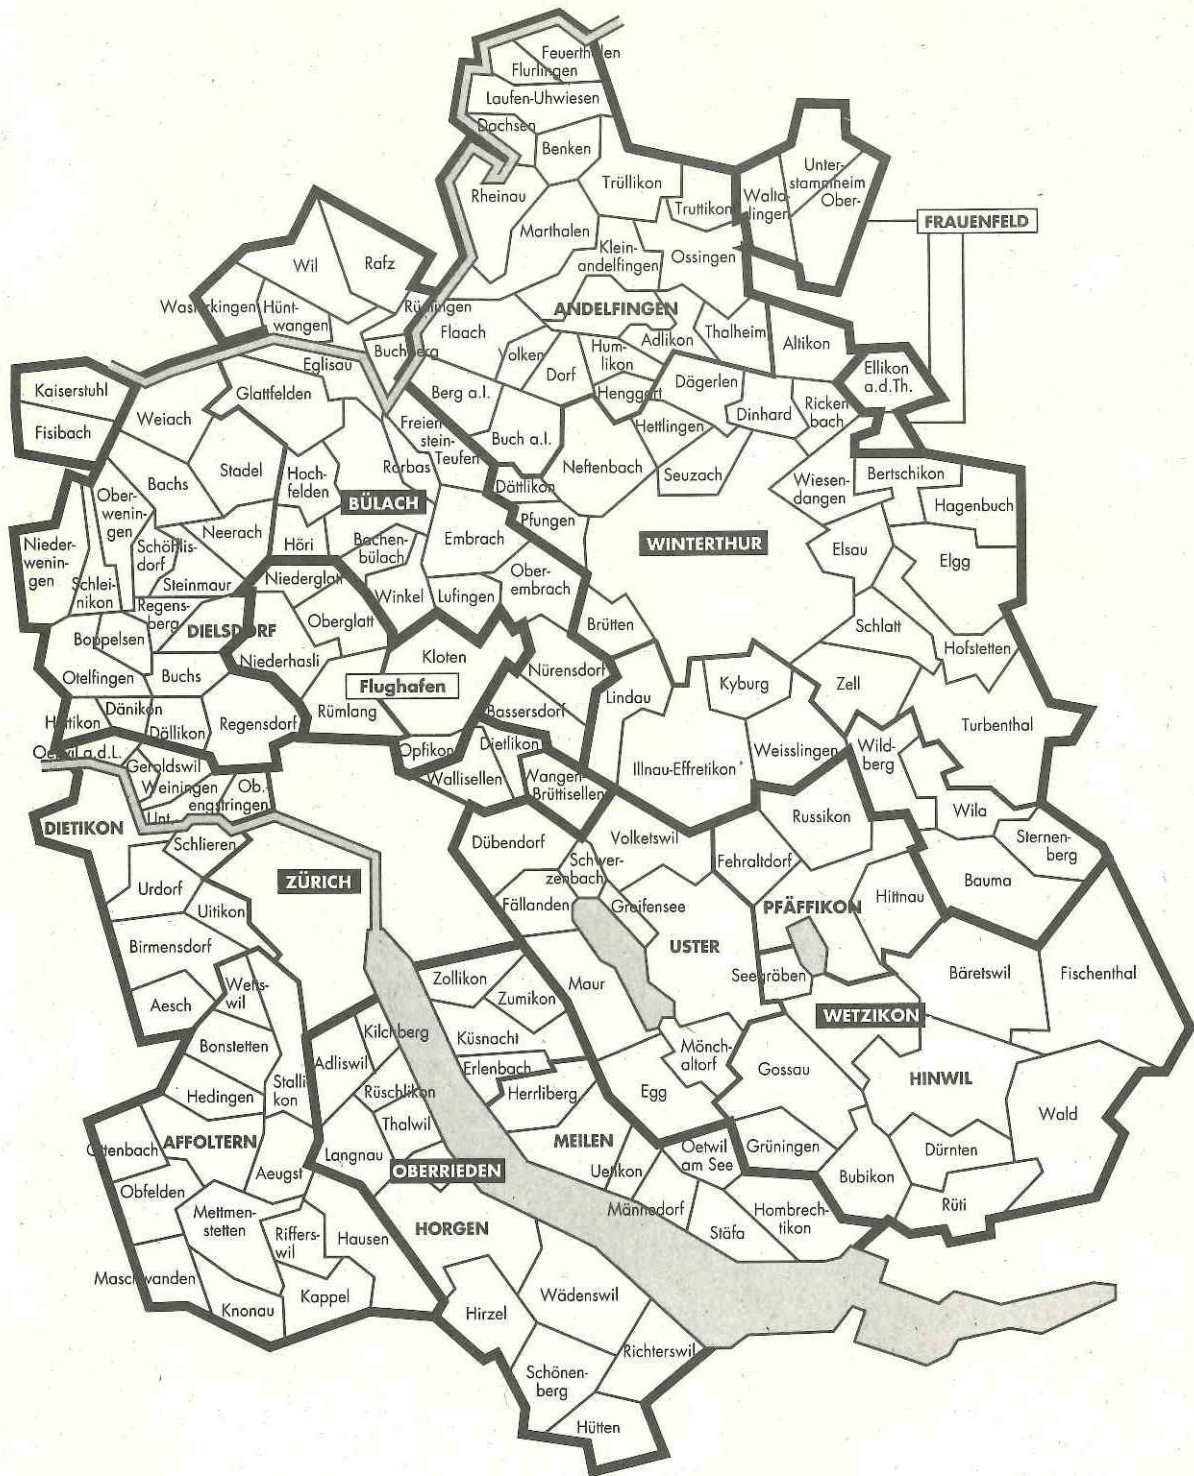 Feuerthalen
Flurlingen
Laufen-Uhwiesen
Dachsen
Benken
Rheinau
Trüllikon
Truttikon
Walta-
lingen
Unter-
stammheim
Ober-
FRAUENFELD
Marthalen
Klein-
andelfingen
Ossingen
Wil
Rafz
Wasterkingen
Hünt-
wangen
Rüdlingen
ANDELFINGEN
Flaach
Volken
Dorf
Hum-
likon
Adlikon
Thalheim
Altikon
Ellikon
a.d.Th.
Buchberg
Eglisau
Kaiserstuhl
Fisibach
Weiach
Glattfelden
Berg a.I.
Henggart
Dägerlen
Dinhard
Ricken
bach
Freien
stein-
Teufen
Buch a.I.
Hettlingen
Neftenbach
Seuzach
Rorbas
Dättlikon
Wiesen-
dangen
Bertschikon
Hagenbuch
Bachs
Stadel
Hoch-
felden
BÜLACH
Ober-
wenin-
gen
Neerach
Höri
Bachen-
bülach
Embrach
Pfungen
WINTERTHUR
Elsau
Elgg
Nieder-
wenin-
gen
Schöfflis-
dorf
Schlei-
nikon
Steinmaur
Niederglatt
Winkel
Lufingen
Ober-
embrach
Regens-
berg
DIELSDORF
Oberglatt
Brütten
Schlatt
Hofstetten
Boppelsen
Niederhasli
Kloten
Otelfingen
Buchs
Flughafen
Nürensdorf
Lindau
Kyburg
Zell
Turbenthal
Hüttikon
Dänikon
Dällikon
Regensdorf
Rümlang
Bassersdorf
Opfikon
Dietlikon
Illnau-Effretikon
Weisslingen
Wild-
berg
Oetwil a.d.L.
Geroldswil
Weiningen
Ob.-
engstringen
Unt.-
Wallisellen
Wangen-
Brüttisellen
Wila
Sternen-
berg
DIETIKON
Schlieren
Dübendorf
Volketswil
Russikon
Fehraltdorf
Schwer-
zenbach
ZÜRICH
Urdorf
Uitikon
Fällanden
Greifensee
PFÄFFIKON
Hittnau
Bauma
Birmensdorf
USTER
Aesch
Wetts-
wil
Zollikon
Zumikon
Maur
Seegräben
Bäretswil
Fischenthal
WETZIKON
Bonstetten
Kilchberg
Küsnacht
Erlenbach
Mönch-
altorf
Adliswil
Hedingen
Stalli
kon
Rüschlikon
Herrliberg
Egg
Gossau
HINWIL
Wald
Thalwil
Ottenbach
AFFOLTERN
Langnau
MEILEN
Uetikon
Oetwil
am See
Grüningen
Dürnten
Aeugst
OBERRIEDEN
Bubikon
Obfelden
Mettmen-
stetten
Männedorf
Hombrech-
tikon
Rüti
Riffers-
wil
Hausen
HORGEN
Stäfa
Maschwanden
Knonau
Kappel
Hirzel
Wädenswil
Richterswil
Schönen-
berg
Hütten